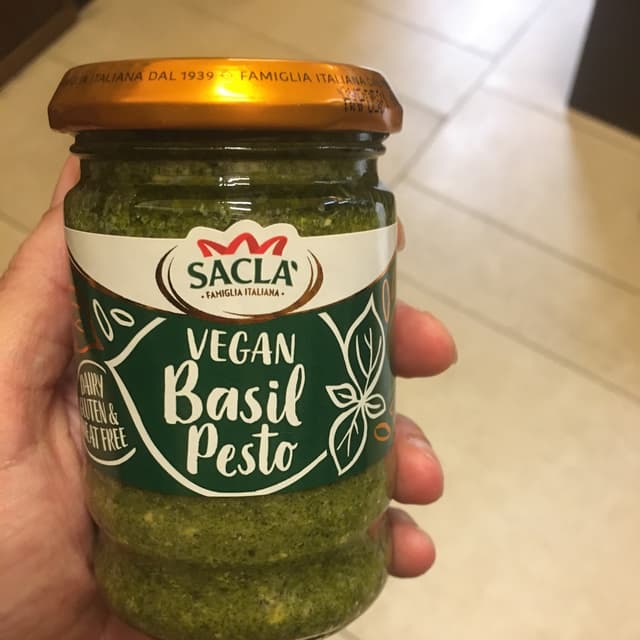 ITALIANA DAL 1939 FAMIGLIA ITALIANA
SACLA'
FAMIGLIA ITALIANA
VEGAN
Basil
Pesto
DAIRY
GLUTEN &
MEAT FREE